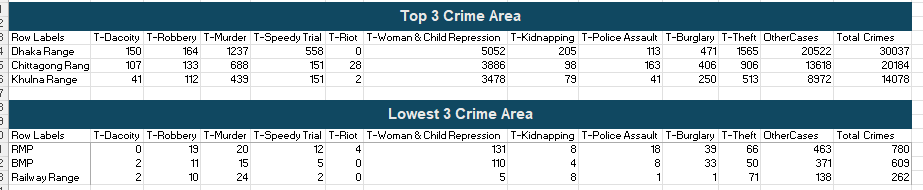 Top 3 Crime Area
Row Labels T-Dacoity T-Robbery T-Murder T-Speedy Trial T-Riot T-Woman & Child Repression T-Kidnapping T-Police Assault T-Burglary T-Theft OtherCases Total Crimes
Dhaka Range 150 164 1237 558 0 5052 205 113 471 1565 20522 30037
Chittagong Rang 107 133 688 151 28 3886 98 163 406 906 13618 20184
Khulna Range 41 112 439 151 2 3478 79 41 250 513 8972 14078
Lowest 3 Crime Area
Row Labels T-Dacoity T-Robbery T-Murder T-Speedy Trial T-Riot T-Woman & Child Repression T-Kidnapping T-Police Assault T-Burglary T-Theft OtherCases Total Crimes
RMP 0 19 20 12 4 131 8 18 39 66 463 780
BMP 2 11 15 5 0 110 4 8 33 50 371 609
Railway Range 2 10 24 2 0 5 8 1 1 71 138 262